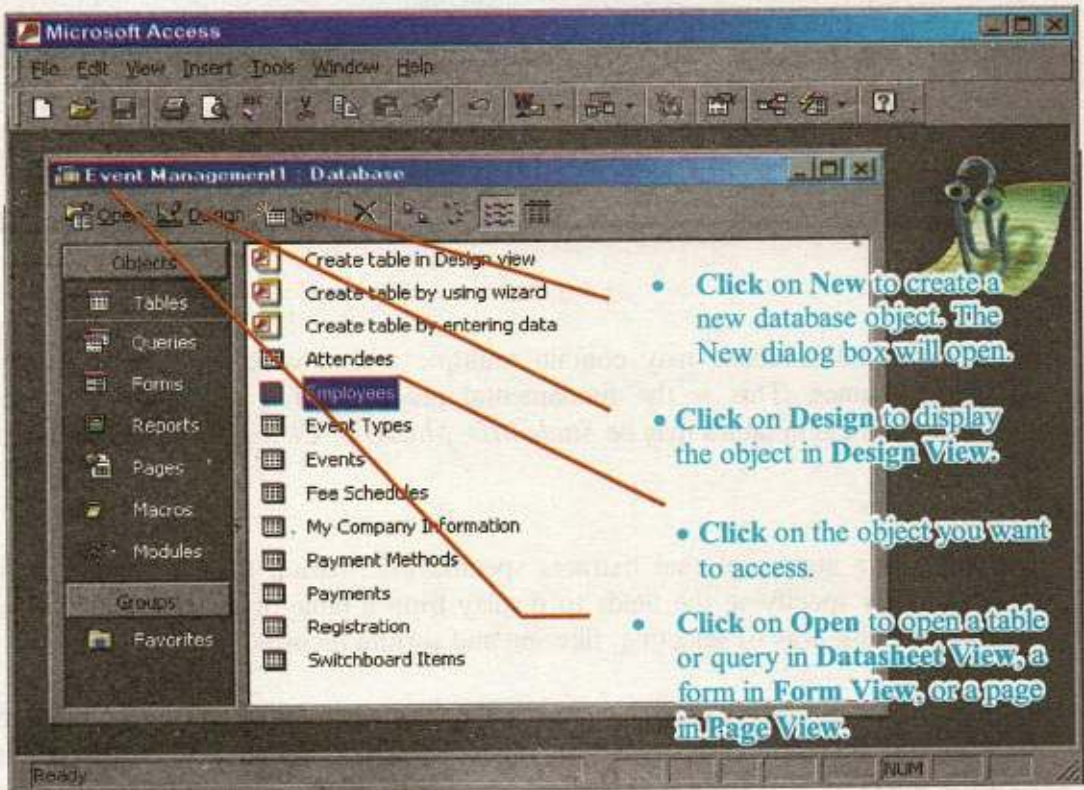 Microsoft Access
File Edit View Insert Tools Window Help
Event Management1 : Database
Open Design New
Objects
Tables
Queries
Forms
Reports
Pages
Macros
Modules
Groups
Favorites
Create table in Design view
Create table by using wizard
Create table by entering data
Attendees
Employees
Event Types
Events
Fee Schedules
My Company Information
Payment Methods
Payments
Registration
Switchboard Items
• Click on New to create a
new database object. The
New dialog box will open.
• Click on Design to display
the object in Design View.
• Click on the object you want
to access.
• Click on Open to open a table
or query in Datasheet View, a
form in Form View, or a page
in Page View.
Ready
NUM